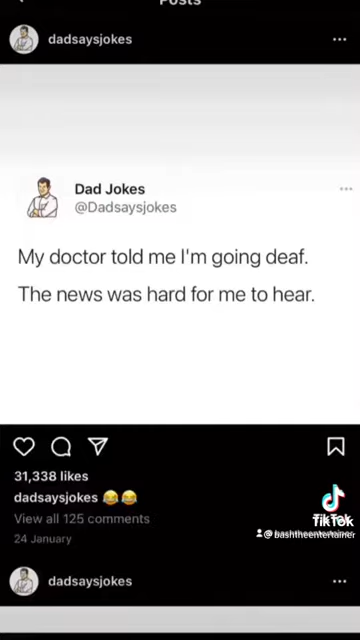 Posts
dadsaysjokes
Dad Jokes
@Dadsaysjokes
My doctor told me I'm going deaf.
The news was hard for me to hear.
31,338 likes
dadsaysjokes 😂😂
View all 125 comments
24 January
TikTok
@bashtheentertainer
dadsaysjokes